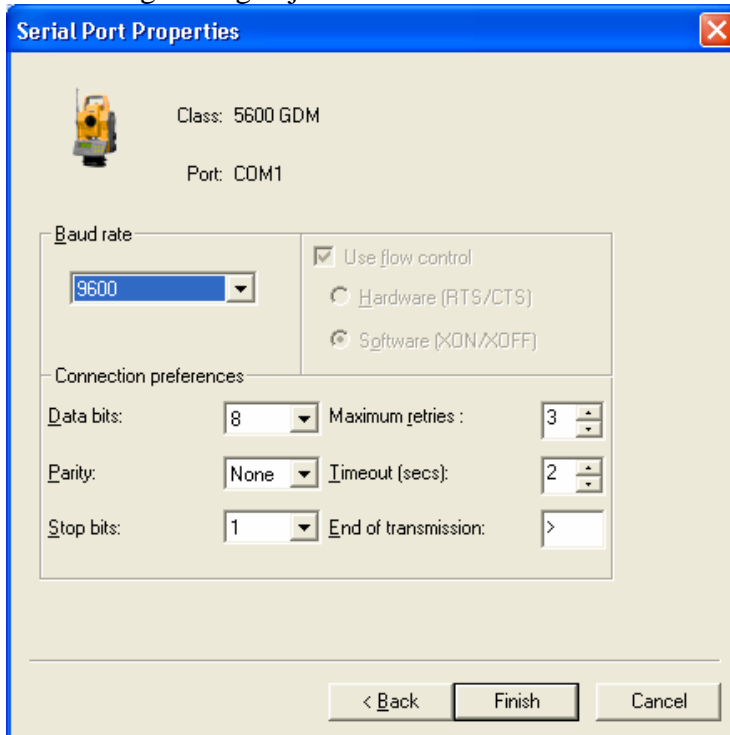 Serial Port Properties
Class: 5600 GDM
Port: COM1
Baud rate
9600
Use flow control
Hardware (RTS/CTS)
Software (XON/XOFF)
Connection preferences
Data bits: 8 Maximum retries : 3
Parity: None Timeout (secs): 2
Stop bits: 1 End of transmission: >
< Back Finish Cancel